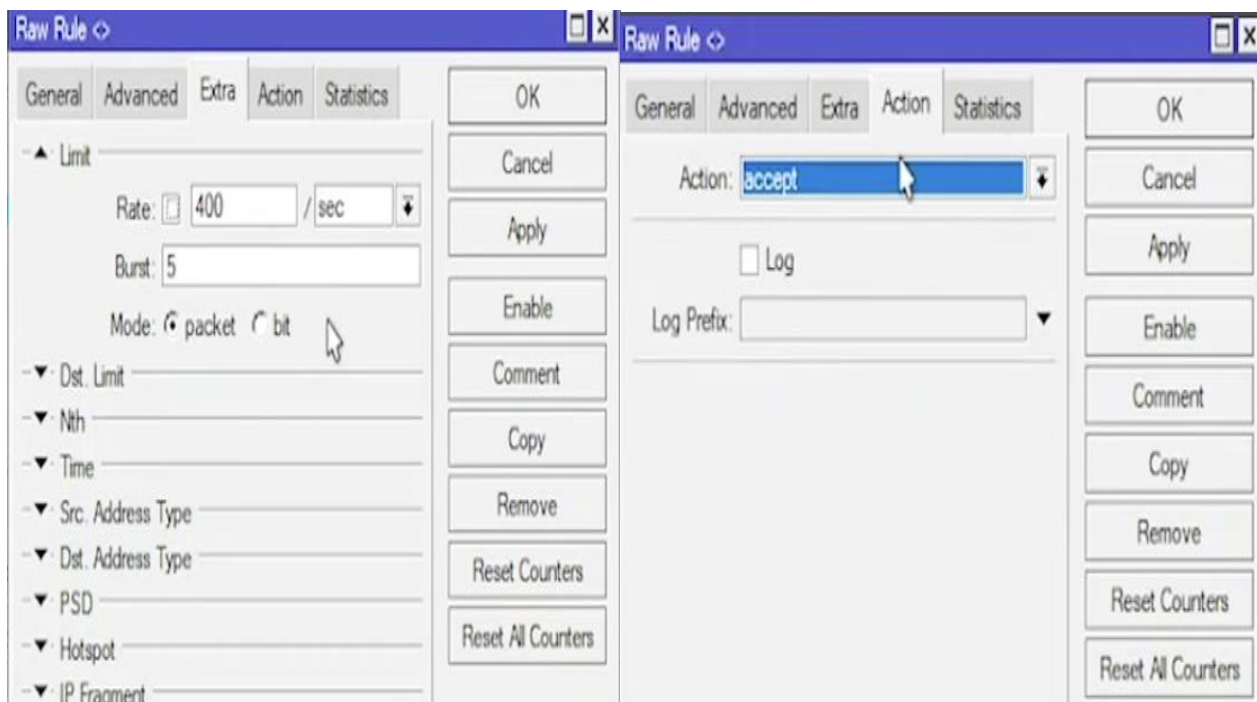 Raw Rule <>
General Advanced Extra Action Statistics
Limit
Rate: 400 / sec
Burst: 5
Mode: packet bit
Dst. Limit
Nth
Time
Src. Address Type
Dst. Address Type
PSD
Hotspot
IP Fragment
OK
Cancel
Apply
Enable
Comment
Copy
Remove
Reset Counters
Reset All Counters
Raw Rule <>
General Advanced Extra Action Statistics
Action: accept
Log
Log Prefix:
OK
Cancel
Apply
Enable
Comment
Copy
Remove
Reset Counters
Reset All Counters